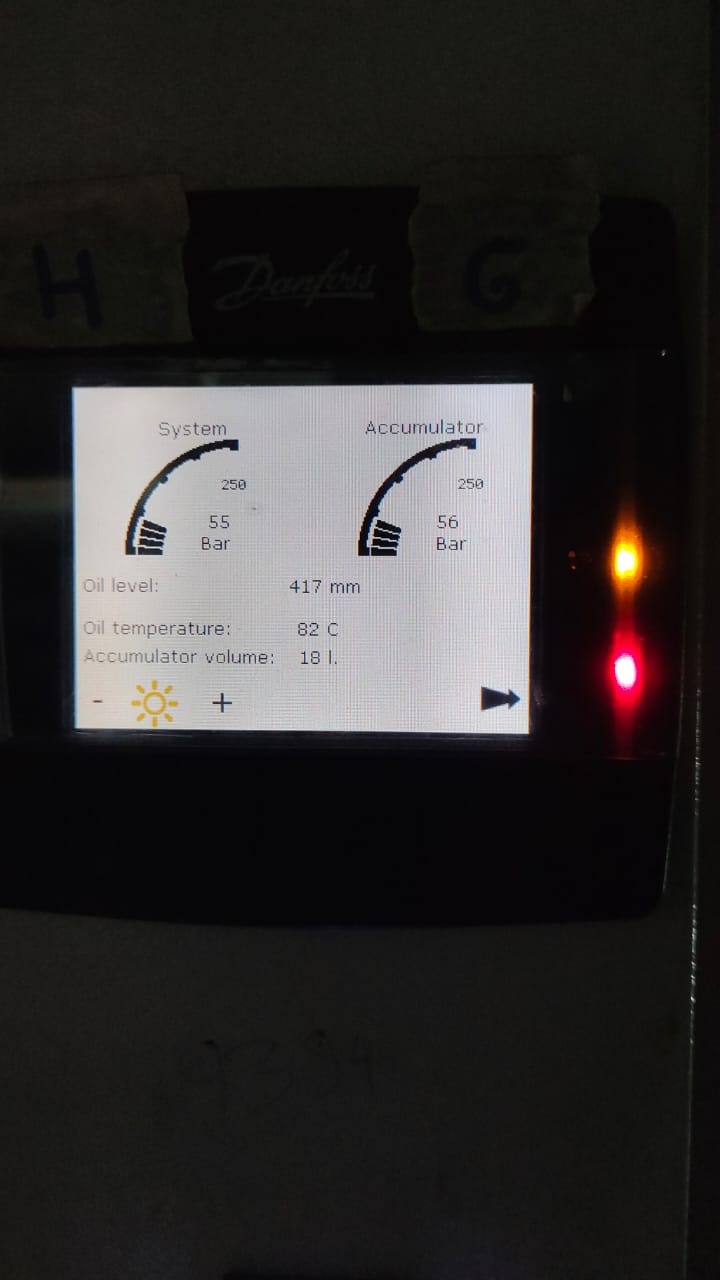 H
Danfoss
G
System
Accumulator
250
250
55
Bar
56
Bar
Oil level: 417 mm
Oil temperature: 82 C
Accumulator volume: 18 l.
- +